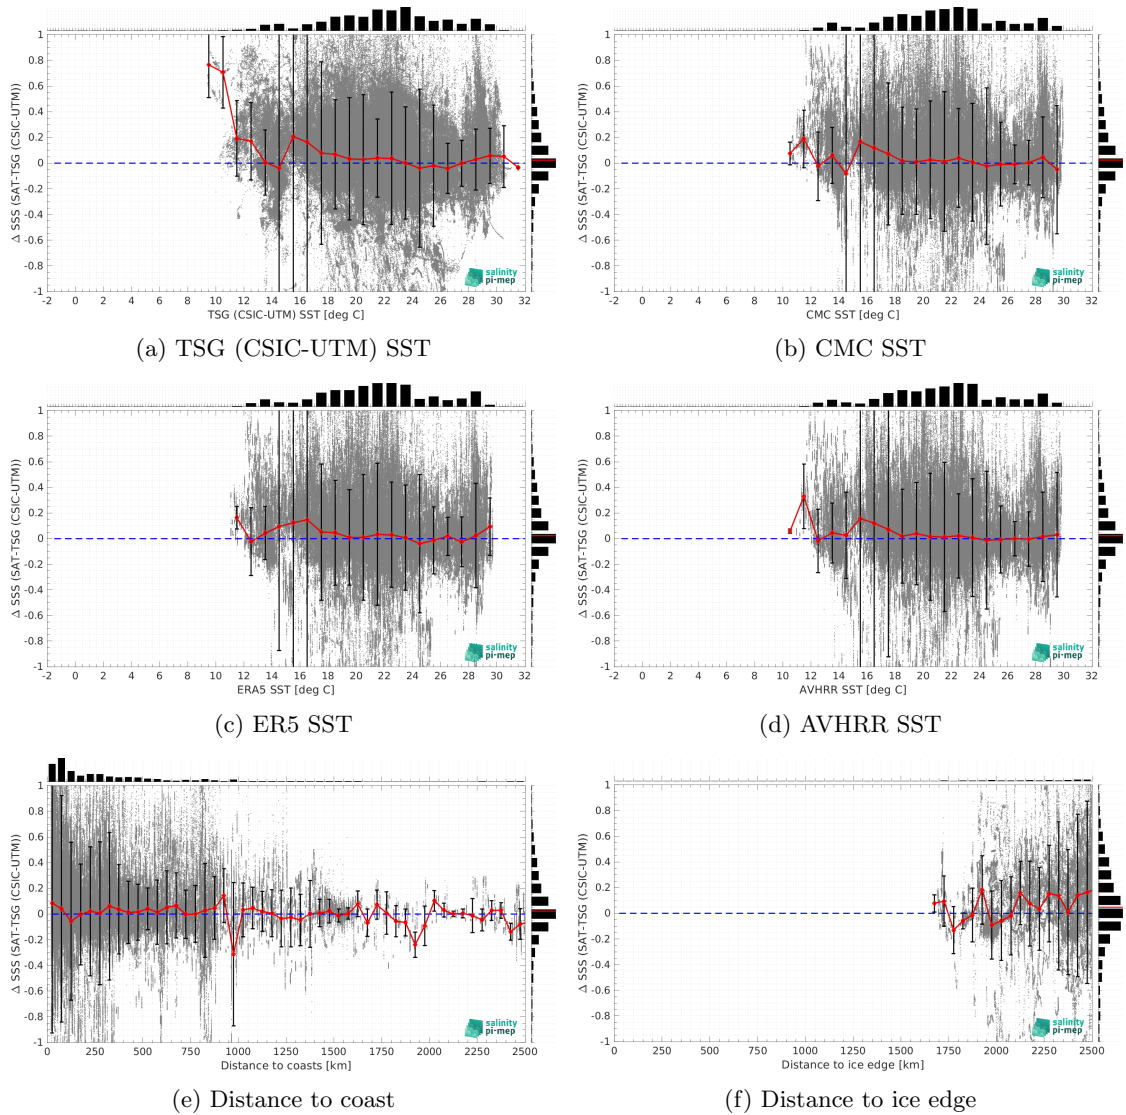 1
0.8
0.6
0.4
0.2
0
-0.2
-0.4
-0.6
-0.8
-1
Δ SSS (SAT-TSG (CSIC-UTM))
-2 0 2 4 6 8 10 12 14 16 18 20 22 24 26 28 30 32
TSG (CSIC-UTM) SST [deg C]
salinity
pi-mep
(a) TSG (CSIC-UTM) SST
1
0.8
0.6
0.4
0.2
0
-0.2
-0.4
-0.6
-0.8
-1
Δ SSS (SAT-TSG (CSIC-UTM))
-2 0 2 4 6 8 10 12 14 16 18 20 22 24 26 28 30 32
CMC SST [deg C]
salinity
pi-mep
(b) CMC SST
1
0.8
0.6
0.4
0.2
0
-0.2
-0.4
-0.6
-0.8
-1
Δ SSS (SAT-TSG (CSIC-UTM))
-2 0 2 4 6 8 10 12 14 16 18 20 22 24 26 28 30 32
ERA5 SST [deg C]
salinity
pi-mep
(c) ER5 SST
1
0.8
0.6
0.4
0.2
0
-0.2
-0.4
-0.6
-0.8
-1
Δ SSS (SAT-TSG (CSIC-UTM))
-2 0 2 4 6 8 10 12 14 16 18 20 22 24 26 28 30 32
AVHRR SST [deg C]
salinity
pi-mep
(d) AVHRR SST
1
0.8
0.6
0.4
0.2
0
-0.2
-0.4
-0.6
-0.8
-1
Δ SSS (SAT-TSG (CSIC-UTM))
0 250 500 750 1000 1250 1500 1750 2000 2250 2500
Distance to coasts [km]
salinity
pi-mep
(e) Distance to coast
1
0.8
0.6
0.4
0.2
0
-0.2
-0.4
-0.6
-0.8
-1
Δ SSS (SAT-TSG (CSIC-UTM))
0 250 500 750 1000 1250 1500 1750 2000 2250 2500
Distance to ice edge [km]
salinity
pi-mep
(f) Distance to ice edge